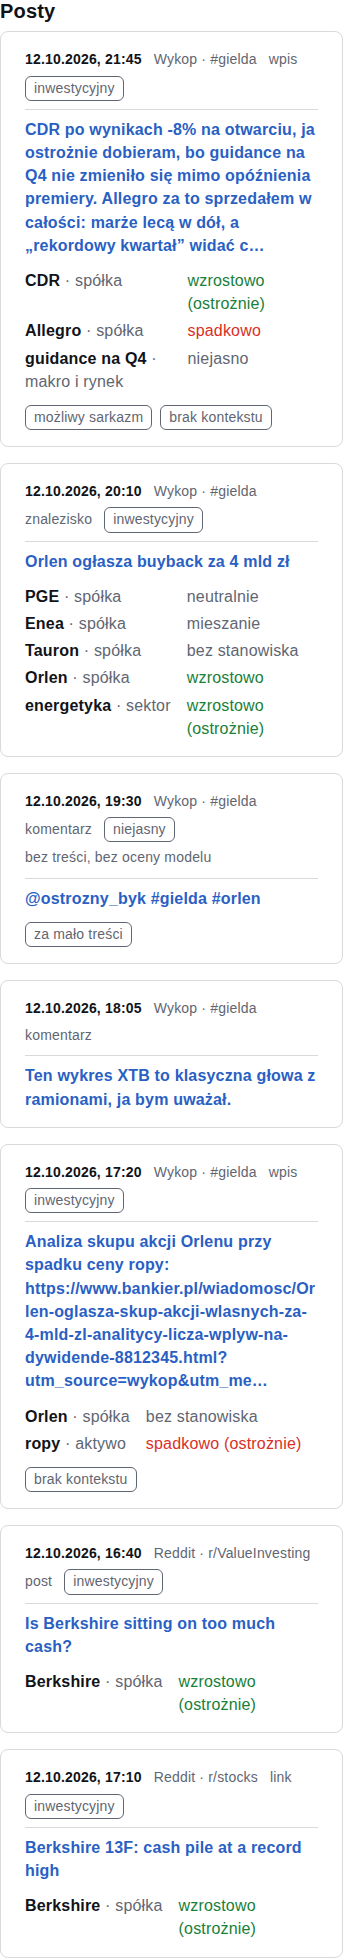 Posty
12.10.2026, 21:45 Wykop · #gielda wpis
inwestycyjny
CDR po wynikach -8% na otwarciu, ja
ostrożnie dobieram, bo guidance na
Q4 nie zmieniło się mimo opóźnienia
premiery. Allegro za to sprzedałem w
całości: marże lecą w dół, a
„rekordowy kwartał” widać c…
CDR · spółka wzrostowo
(ostrożnie)
Allegro · spółka spadkowo
guidance na Q4 · niejasno
makro i rynek
możliwy sarkazm brak kontekstu
12.10.2026, 20:10 Wykop · #gielda
znalezisko inwestycyjny
Orlen ogłasza buyback za 4 mld zł
PGE · spółka neutralnie
Enea · spółka mieszanie
Tauron · spółka bez stanowiska
Orlen · spółka wzrostowo
energetyka · sektor wzrostowo
(ostrożnie)
12.10.2026, 19:30 Wykop · #gielda
komentarz niejasny
bez treści, bez oceny modelu
@ostrozny_byk #gielda #orlen
za mało treści
12.10.2026, 18:05 Wykop · #gielda
komentarz
Ten wykres XTB to klasyczna głowa z
ramionami, ja bym uważał.
12.10.2026, 17:20 Wykop · #gielda wpis
inwestycyjny
Analiza skupu akcji Orlenu przy
spadku ceny ropy:
https://www.bankier.pl/wiadomosc/Or
len-oglasza-skup-akcji-wlasnych-za-
4-mld-zl-analitycy-licza-wplyw-na-
dywidende-8812345.html?
utm_source=wykop&utm_me…
Orlen · spółka bez stanowiska
ropy · aktywo spadkowo (ostrożnie)
brak kontekstu
12.10.2026, 16:40 Reddit · r/ValueInvesting
post inwestycyjny
Is Berkshire sitting on too much
cash?
Berkshire · spółka wzrostowo
(ostrożnie)
12.10.2026, 17:10 Reddit · r/stocks link
inwestycyjny
Berkshire 13F: cash pile at a record
high
Berkshire · spółka wzrostowo
(ostrożnie)